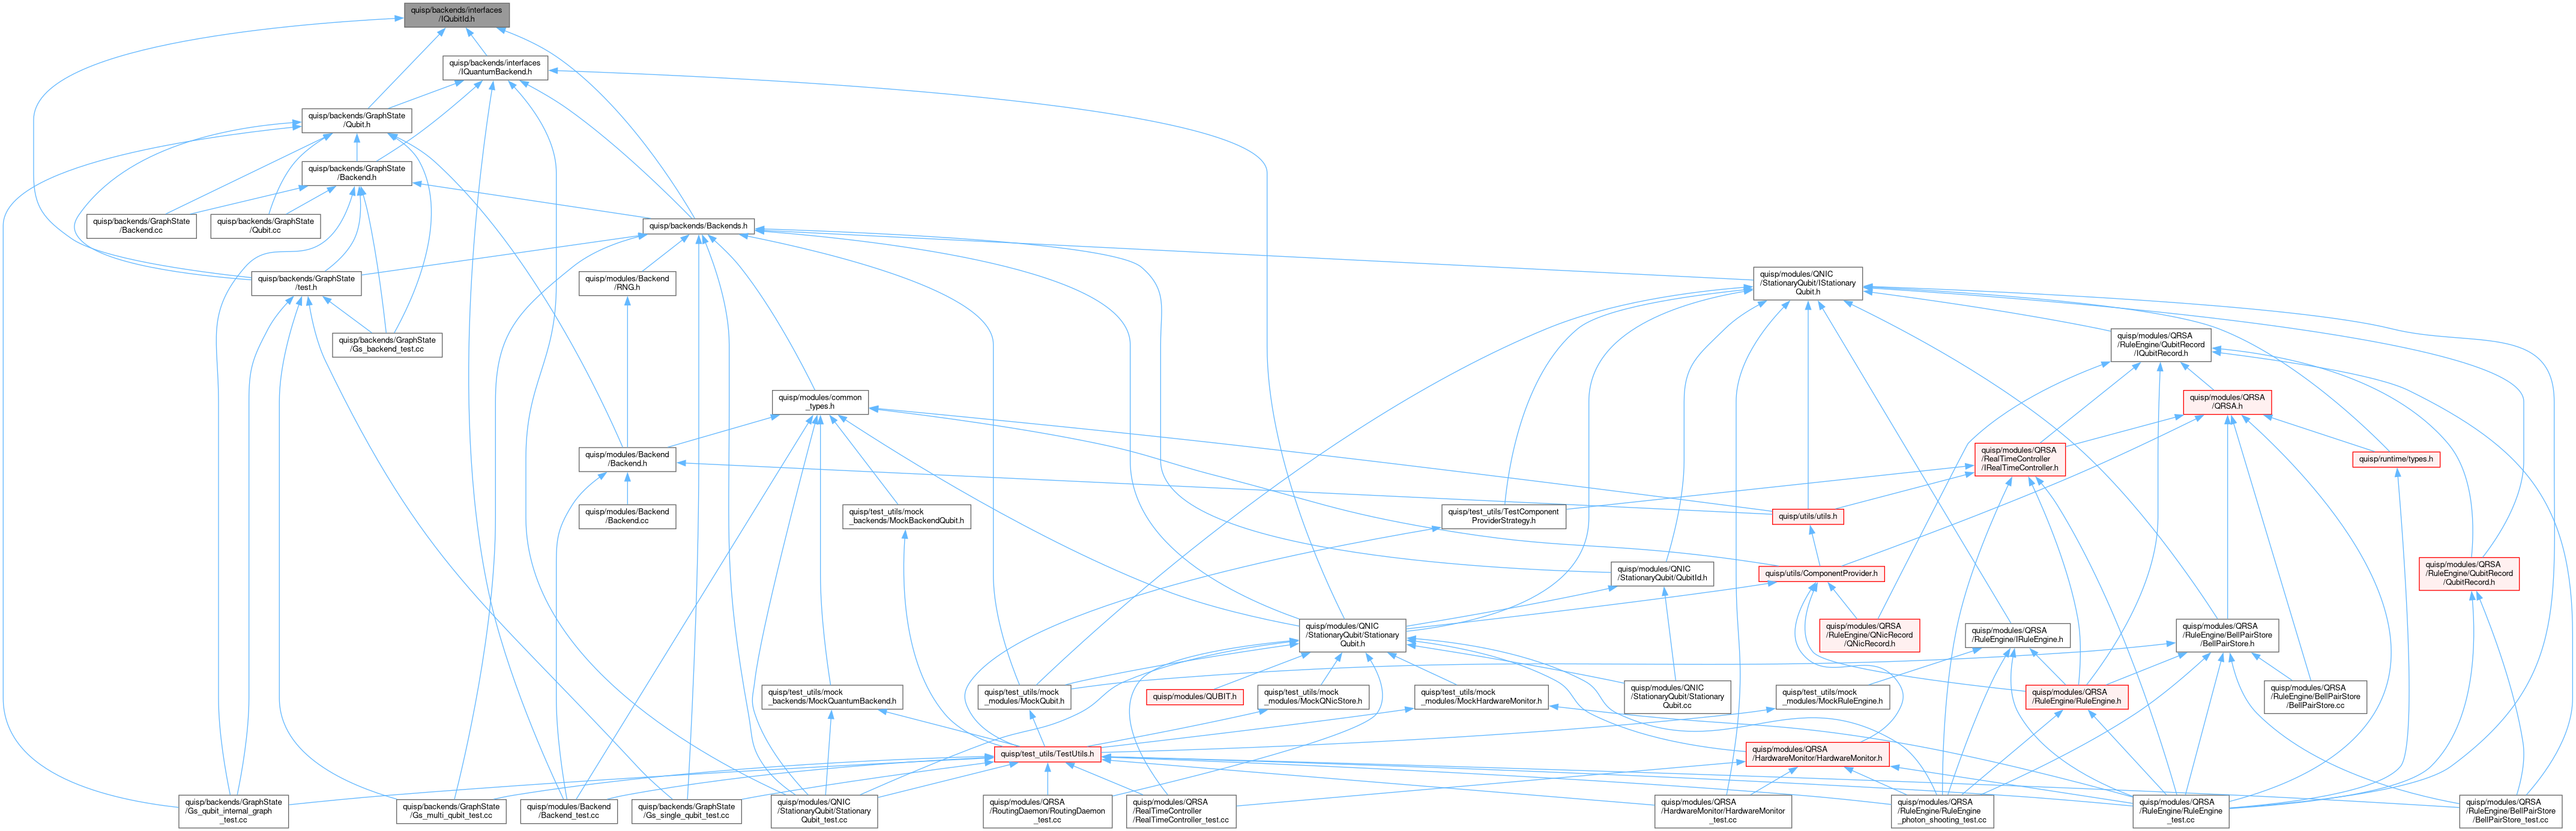 quisp/backends/interfaces
/IQubitId.h
quisp/backends/interfaces
/IQuantumBackend.h
quisp/backends/GraphState
/Qubit.h
quisp/backends/GraphState
/Backend.h
quisp/backends/GraphState
/Backend.cc
quisp/backends/GraphState
/Qubit.cc
quisp/backends/Backends.h
quisp/backends/GraphState
/test.h
quisp/modules/Backend
/RNG.h
quisp/modules/QNIC
/StationaryQubit/IStationary
Qubit.h
quisp/backends/GraphState
/Gs_backend_test.cc
quisp/modules/QRSA
/RuleEngine/QubitRecord
/IQubitRecord.h
quisp/modules/common
_types.h
quisp/modules/QRSA
/QRSA.h
quisp/modules/Backend
/Backend.h
quisp/modules/QRSA
/RealTimeController
/IRealTimeController.h
quisp/runtime/types.h
quisp/modules/Backend
/Backend.cc
quisp/test_utils/mock
_backends/MockBackendQubit.h
quisp/test_utils/TestComponent
ProviderStrategy.h
quisp/utils/utils.h
quisp/modules/QNIC
/StationaryQubit/QubitId.h
quisp/utils/ComponentProvider.h
quisp/modules/QRSA
/RuleEngine/QubitRecord
/QubitRecord.h
quisp/modules/QNIC
/StationaryQubit/Stationary
Qubit.h
quisp/modules/QRSA
/RuleEngine/QNicRecord
/QNicRecord.h
quisp/modules/QRSA
/RuleEngine/IRuleEngine.h
quisp/modules/QRSA
/RuleEngine/BellPairStore
/BellPairStore.h
quisp/test_utils/mock
_backends/MockQuantumBackend.h
quisp/test_utils/mock
_modules/MockQubit.h
quisp/modules/QUBIT.h
quisp/test_utils/mock
_modules/MockQNicStore.h
quisp/test_utils/mock
_modules/MockHardwareMonitor.h
quisp/modules/QNIC
/StationaryQubit/Stationary
Qubit.cc
quisp/test_utils/mock
_modules/MockRuleEngine.h
quisp/modules/QRSA
/RuleEngine/RuleEngine.h
quisp/modules/QRSA
/RuleEngine/BellPairStore
/BellPairStore.cc
quisp/test_utils/TestUtils.h
quisp/modules/QRSA
/HardwareMonitor/HardwareMonitor.h
quisp/backends/GraphState
/Gs_qubit_internal_graph
_test.cc
quisp/backends/GraphState
/Gs_multi_qubit_test.cc
quisp/modules/Backend
/Backend_test.cc
quisp/backends/GraphState
/Gs_single_qubit_test.cc
quisp/modules/QNIC
/StationaryQubit/Stationary
Qubit_test.cc
quisp/modules/QRSA
/RoutingDaemon/RoutingDaemon
_test.cc
quisp/modules/QRSA
/RealTimeController
/RealTimeController_test.cc
quisp/modules/QRSA
/HardwareMonitor/HardwareMonitor
_test.cc
quisp/modules/QRSA
/RuleEngine/RuleEngine
_photon_shooting_test.cc
quisp/modules/QRSA
/RuleEngine/RuleEngine
_test.cc
quisp/modules/QRSA
/RuleEngine/BellPairStore
/BellPairStore_test.cc